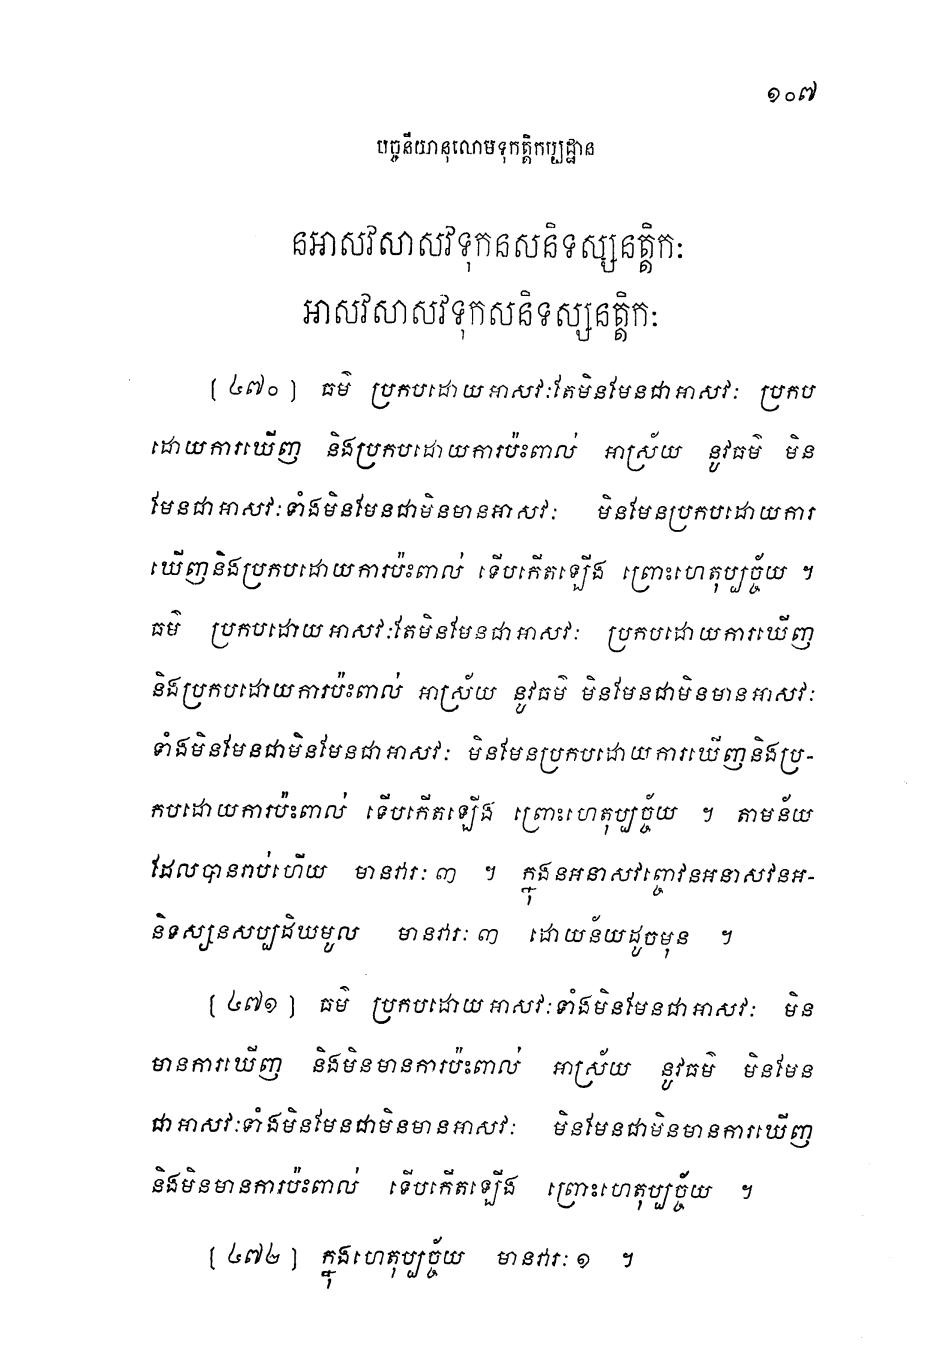 ១០៧
បច្ចនីយានុលោមទុកត្តិកប្បដ្ឋាន
នអាសវសាសវទុកនសនិទស្សនត្តិកៈ
អាសវសាសវទុកសនិទស្សនត្តិកៈ
[ ៤៧០ ] ធម៌ ប្រកបដោយអាសវៈតែមិនមែនជាអាសវៈ ប្រកប
ដោយការឃើញ និងប្រកបដោយការប៉ះពាល់ អាស្រ័យ នូវធម៌ មិន
មែនជាអាសវៈទាំងមិនមែនជាមិនមានអាសវៈ មិនមែនប្រកបដោយការ
ឃើញនិងប្រកបដោយការប៉ះពាល់ ទើបកើតឡើង ព្រោះហេតុប្បច្ច័យ ។
ធម៌ ប្រកបដោយអាសវៈតែមិនមែនជាអាសវៈ ប្រកបដោយការឃើញ
និងប្រកបដោយការប៉ះពាល់ អាស្រ័យ នូវធម៌ មិនមែនជាមិនមានអាសវៈ
ទាំងមិនមែនជាមិនមែនជាអាសវៈ មិនមែនប្រកបដោយការឃើញនិងប្រ-
កបដោយការប៉ះពាល់ ទើបកើតឡើង ព្រោះហេតុប្បច្ច័យ ។ តាមន័យ
ដែលបានរាប់ហើយ មានវារៈ ៣ ។ ក្នុងនអនាសវញ្ចេវនអនាសវនអ-
និទស្សនសប្បដិឃមូល មានវារៈ ៣ ដោយន័យដូចមុន ។
[ ៤៧១ ] ធម៌ ប្រកបដោយអាសវៈទាំងមិនមែនជាអាសវៈ មិន
មានការឃើញ និងមិនមានការប៉ះពាល់ អាស្រ័យ នូវធម៌ មិនមែន
ជាអាសវៈទាំងមិនមែនជាមិនមានអាសវៈ មិនមែនជាមិនមានការឃើញ
និងមិនមានការប៉ះពាល់ ទើបកើតឡើង ព្រោះហេតុប្បច្ច័យ ។
[ ៤៧២ ] ក្នុងហេតុប្បច្ច័យ មានវារៈ ១ ។